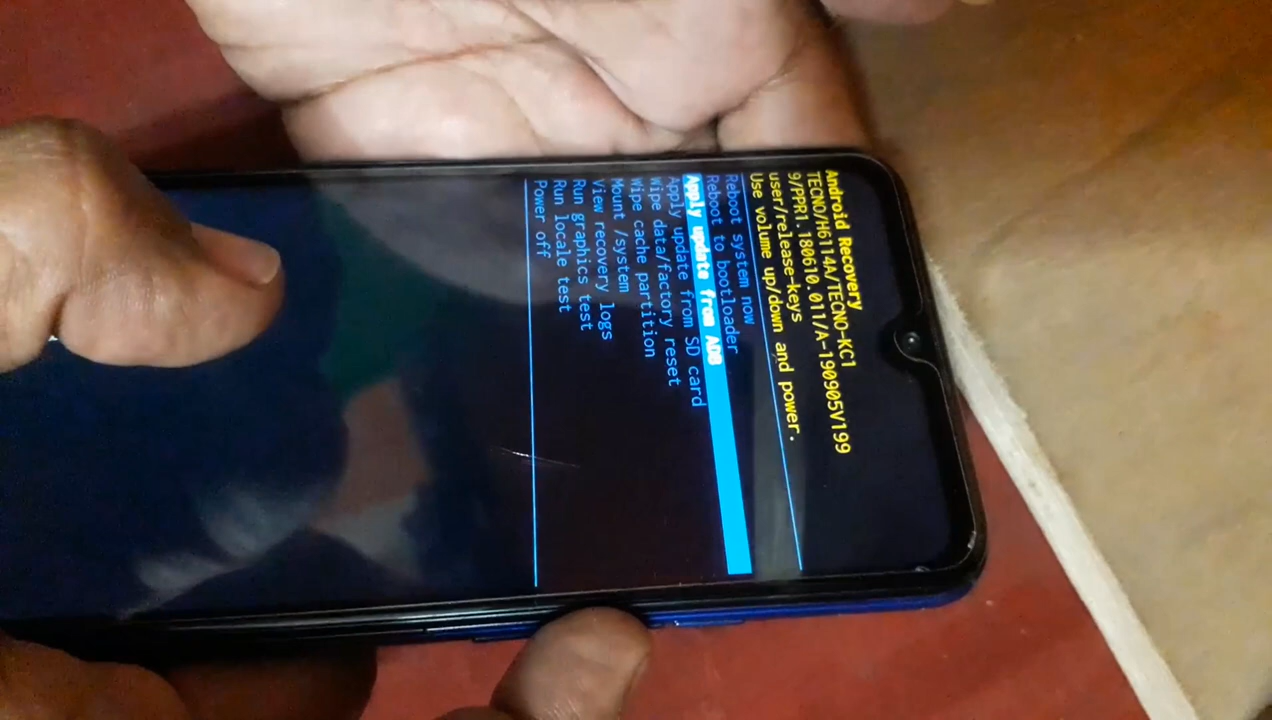 Android Recovery
TECNO/H6114A/TECNO-KC1
9/PPR1.180610.011/A-190905V199
user/release-keys
Use volume up/down and power.
Reboot system now
Reboot to bootloader
Apply update from ADB
Apply update from SD card
Wipe data/factory reset
Wipe cache partition
Mount /system
View recovery logs
Run graphics test
Run locale test
Power off